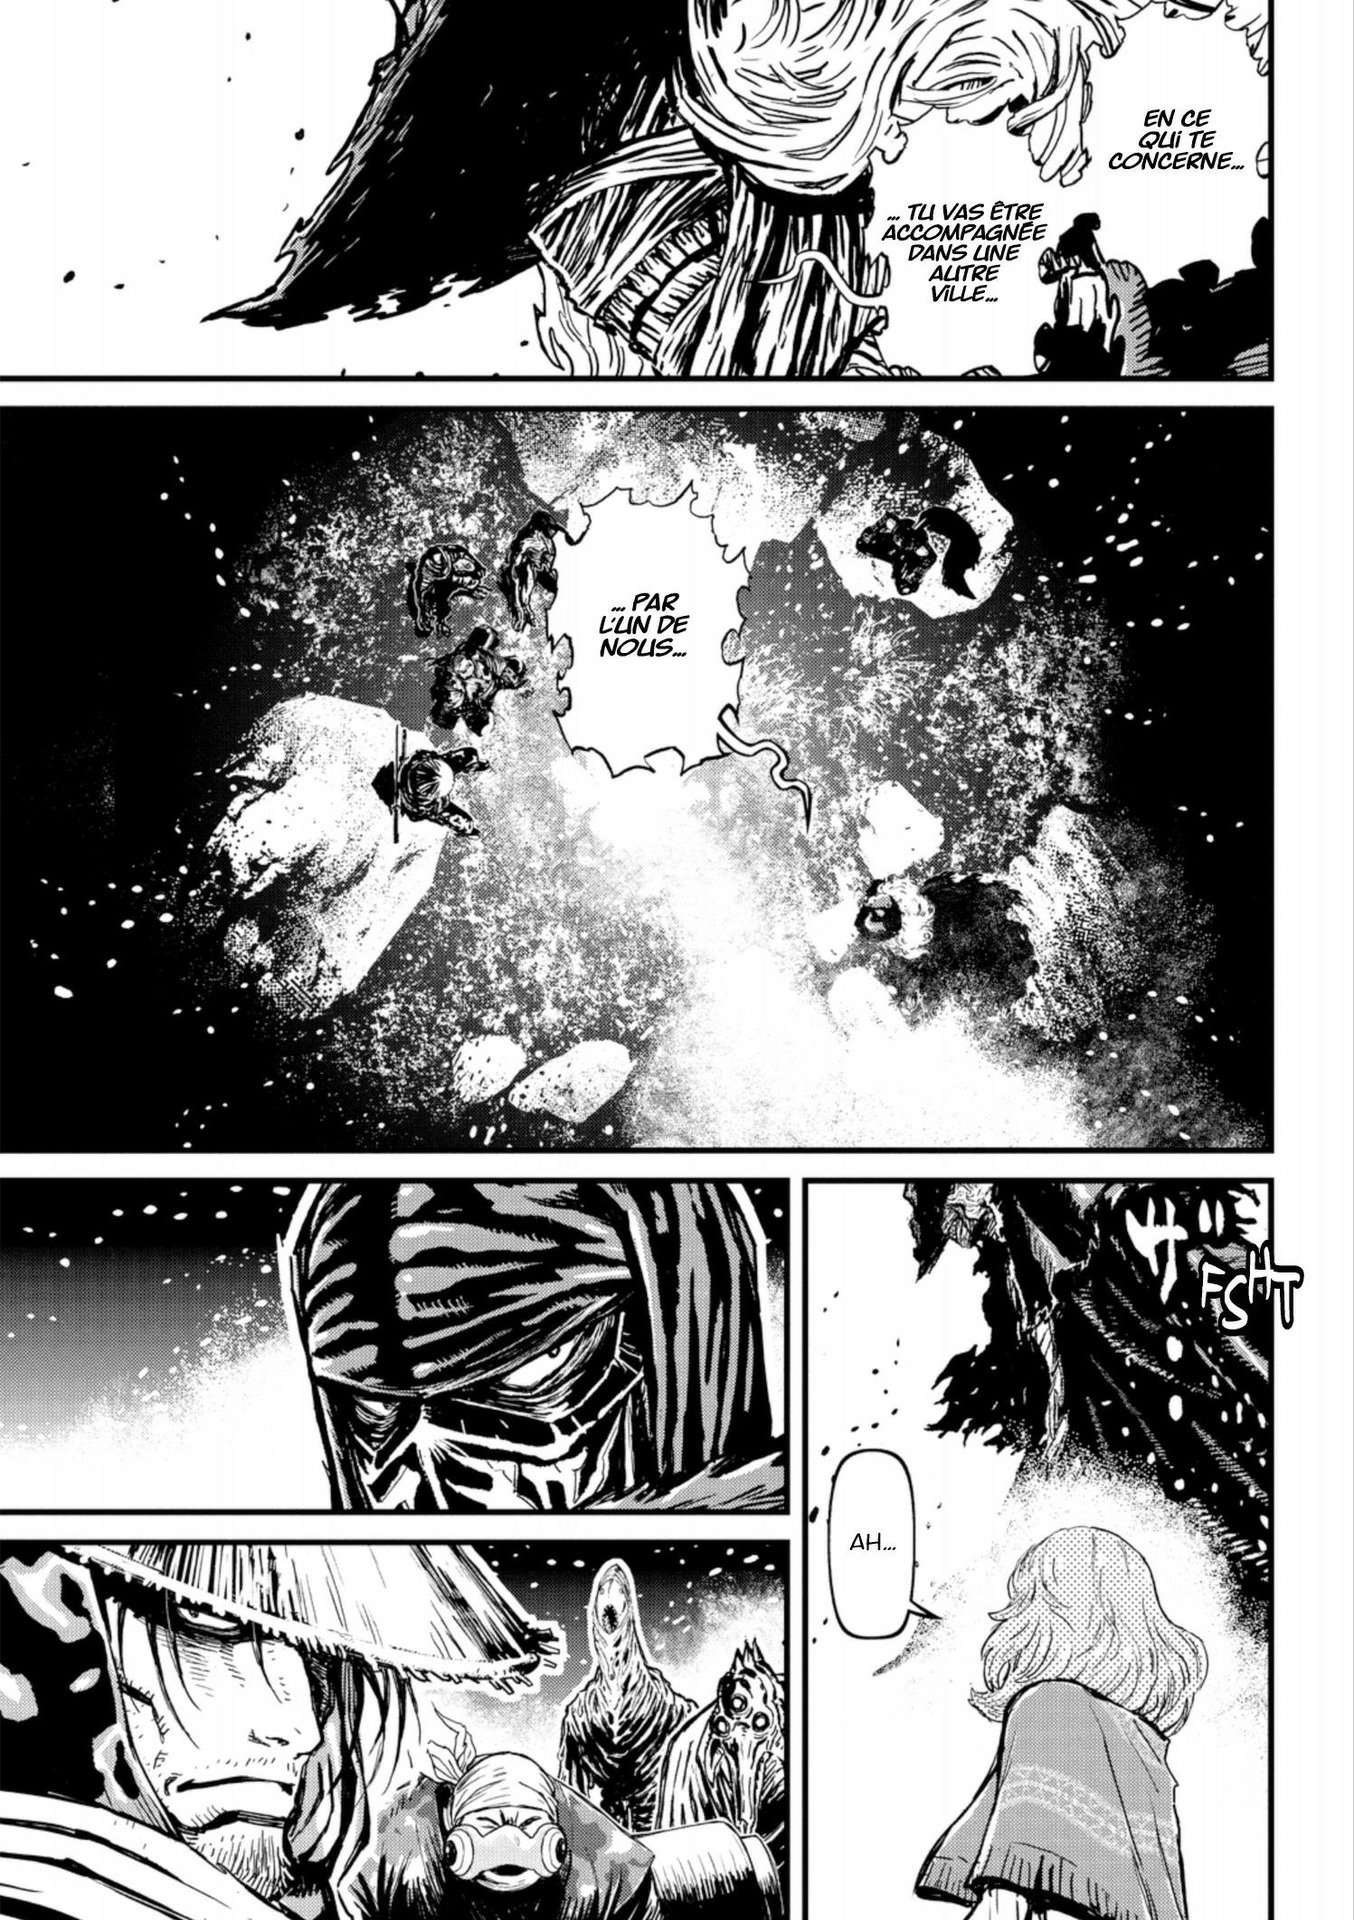 EN CE
QUI TE
CONCERNE...
... TU VAS ÊTRE
ACCOMPAGNÉE
DANS UNE
AUTRE
VILLE...
... PAR
L'UN DE
NOUS...
FSHT
AH...